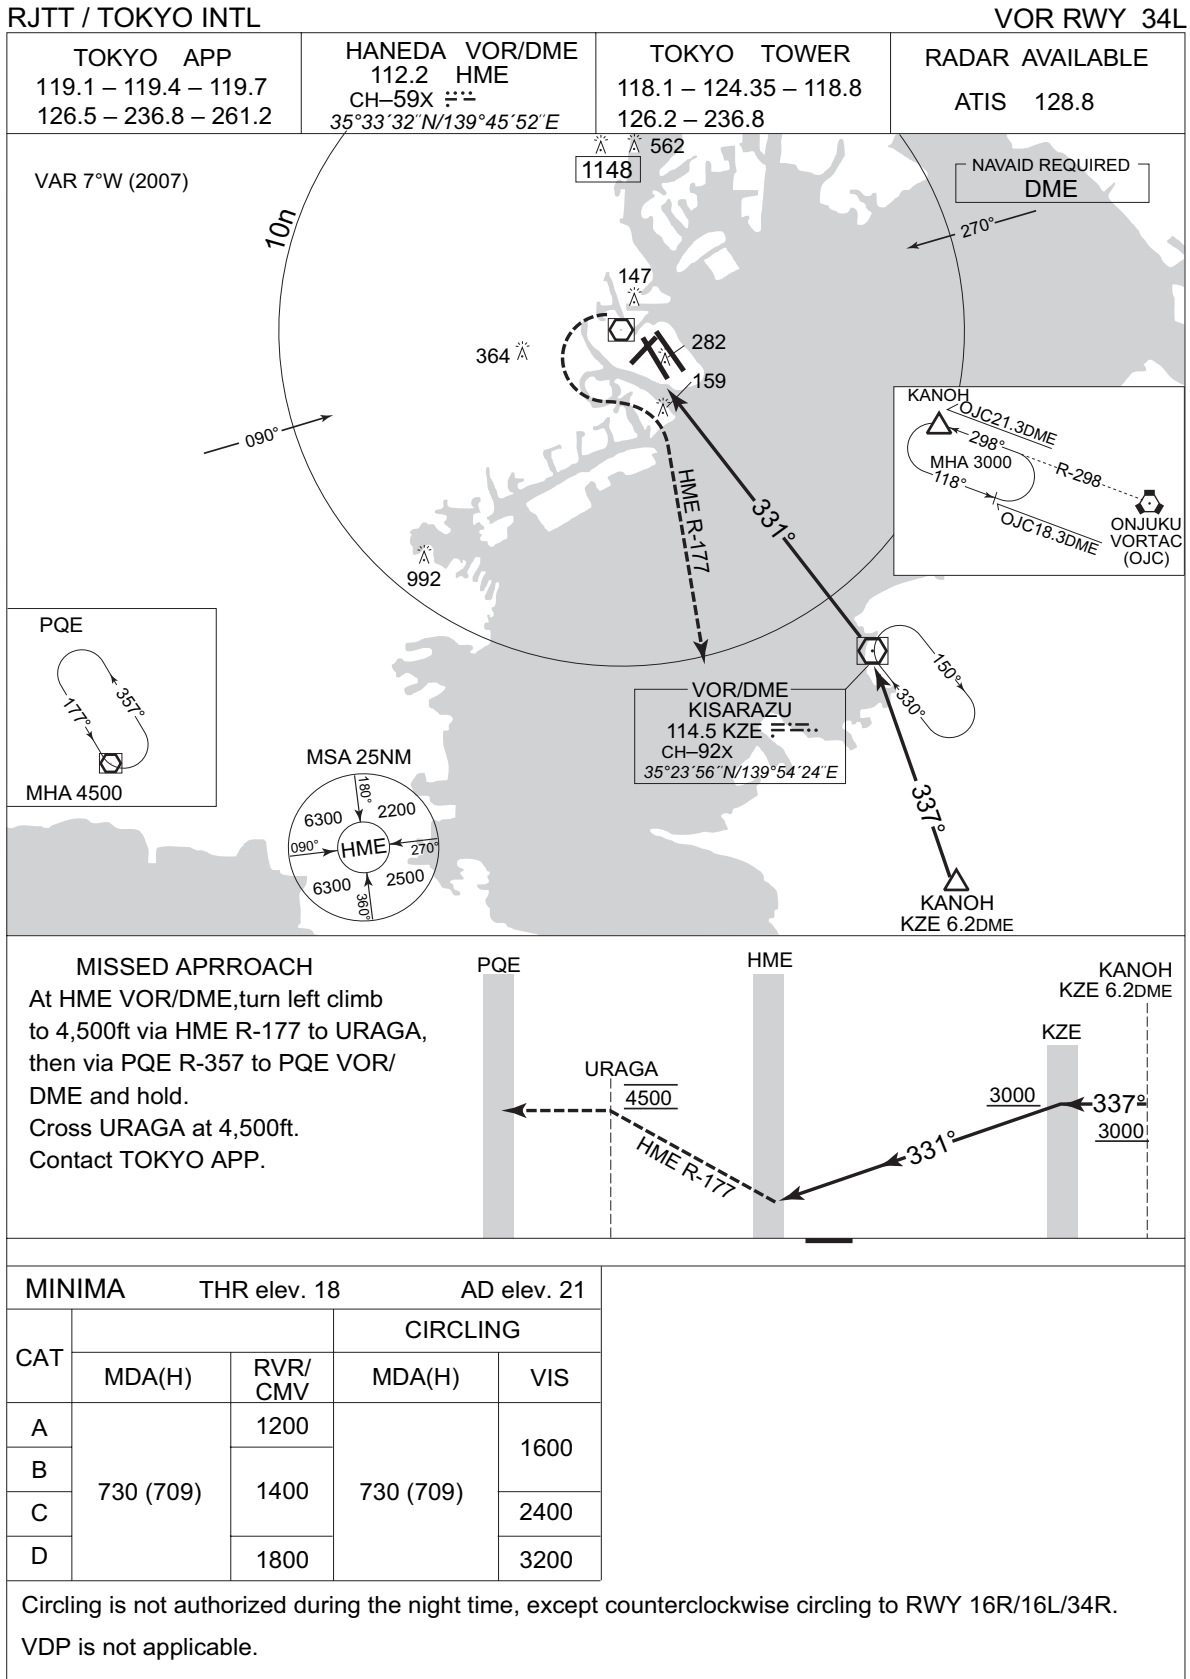 RJTT / TOKYO INTL
VOR RWY 34L
TOKYO APP
119.1 – 119.4 – 119.7
126.5 – 236.8 – 261.2
HANEDA VOR/DME
112.2 HME
CH–59X
35°33´32˝N/139°45´52˝E
TOKYO TOWER
118.1 – 124.35 – 118.8
126.2 – 236.8
RADAR AVAILABLE
ATIS 128.8
VAR 7°W (2007)
562
1148
NAVAID REQUIRED
DME
10n
270°
147
364
282
159
090°
KANOH
OJC21.3DME
298°
MHA 3000
R-298
118°
OJC18.3DME
ONJUKU
VORTAC
(OJC)
HME R-177
331°
992
PQE
357°
177°
MHA 4500
150°
330°
VOR/DME
KISARAZU
114.5 KZE
CH–92X
35°23´56˝N/139°54´24˝E
MSA 25NM
180°
6300
2200
090°
HME
270°
6300
2500
360°
337°
KANOH
KZE 6.2DME
MISSED APRROACH
At HME VOR/DME,turn left climb
to 4,500ft via HME R-177 to URAGA,
then via PQE R-357 to PQE VOR/
DME and hold.
Cross URAGA at 4,500ft.
Contact TOKYO APP.
PQE
HME
KANOH
KZE 6.2DME
KZE
URAGA
4500
3000
337°
3000
331°
HME R-177
MINIMA THR elev. 18 AD elev. 21
CAT
CIRCLING
MDA(H)
RVR/
CMV
MDA(H)
VIS
A
1200
1600
B
730 (709)
1400
730 (709)
C
2400
D
1800
3200
Circling is not authorized during the night time, except counterclockwise circling to RWY 16R/16L/34R.
VDP is not applicable.